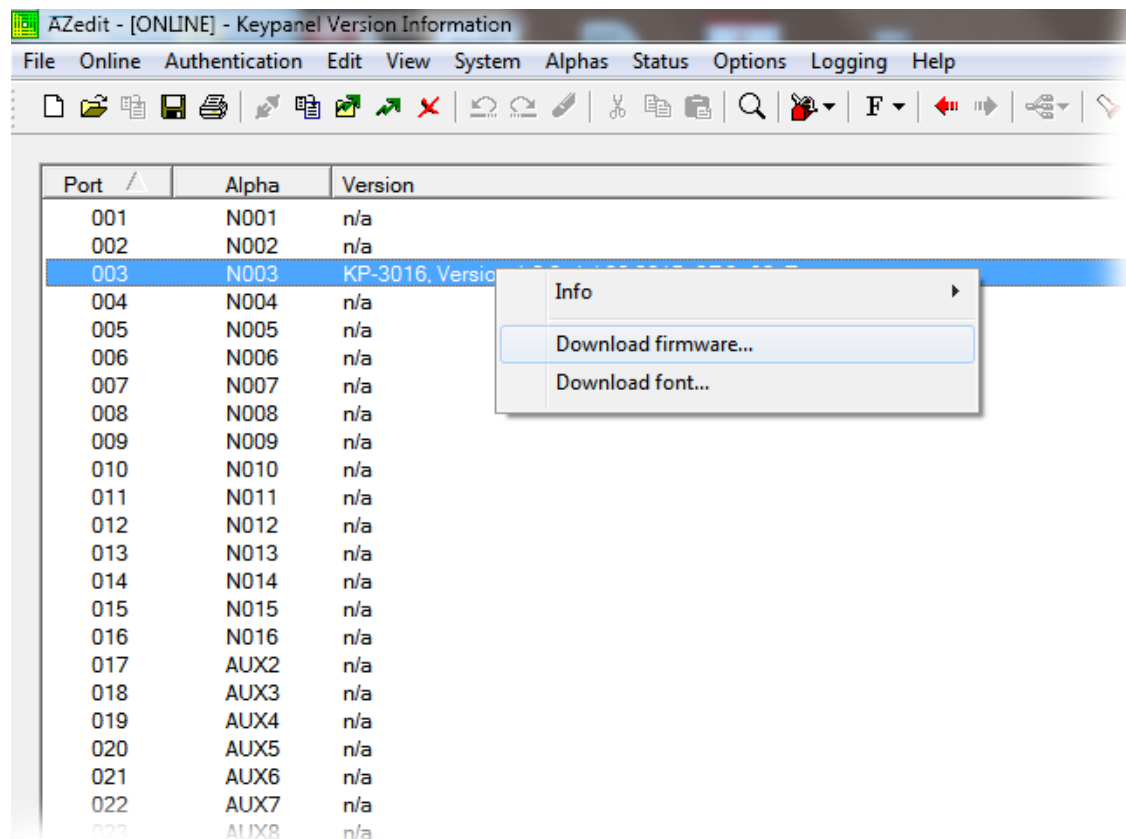 AZedit - [ONLINE] - Keypanel Version Information
File Online Authentication Edit View System Alphas Status Options Logging Help
F
Port Alpha Version
001 N001 n/a
002 N002 n/a
003 N003 KP-3016,
Info
004 N004 n/a
005 N005 n/a
Download firmware...
006 N006 n/a
007 N007 n/a
Download font...
008 N008 n/a
009 N009 n/a
010 N010 n/a
011 N011 n/a
012 N012 n/a
013 N013 n/a
014 N014 n/a
015 N015 n/a
016 N016 n/a
017 AUX2 n/a
018 AUX3 n/a
019 AUX4 n/a
020 AUX5 n/a
021 AUX6 n/a
022 AUX7 n/a
023 AUX8 n/a